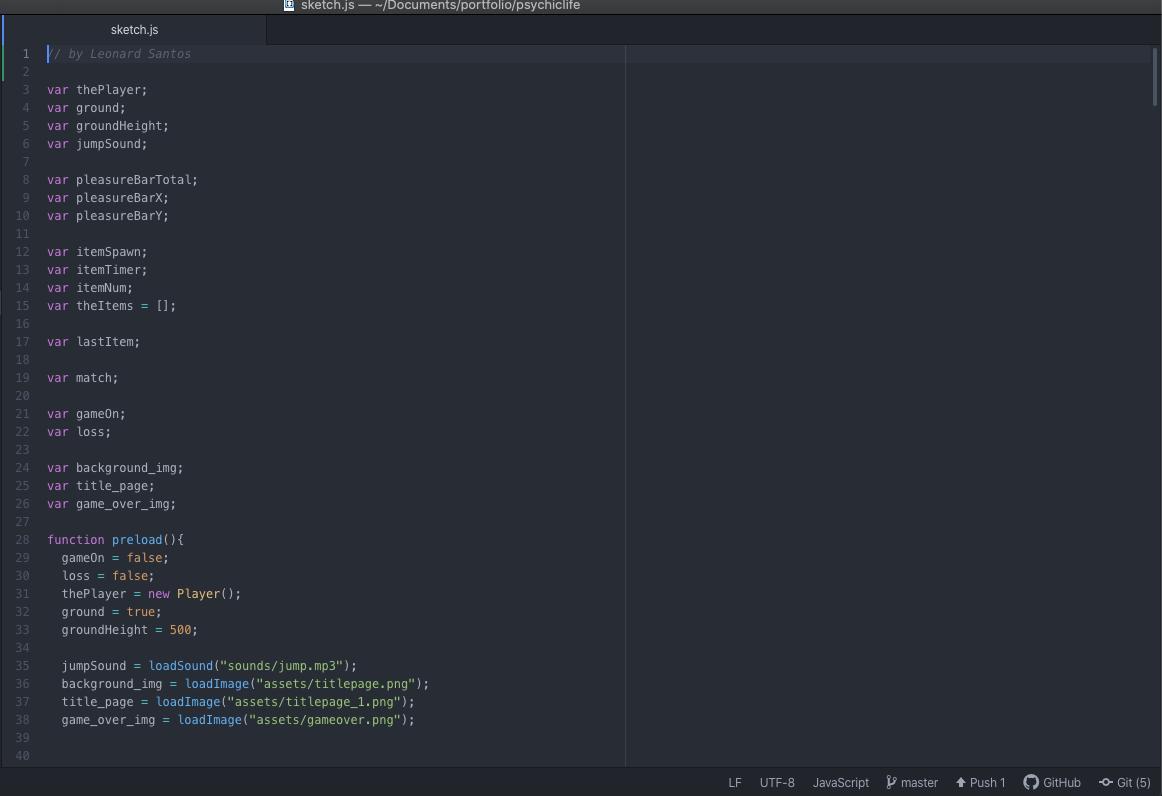 sketch.js — ~/Documents/portfolio/psychiclife
sketch.js
1 // by Leonard Santos
2
3 var thePlayer;
4 var ground;
5 var groundHeight;
6 var jumpSound;
7
8 var pleasureBarTotal;
9 var pleasureBarX;
10 var pleasureBarY;
11
12 var itemSpawn;
13 var itemTimer;
14 var itemNum;
15 var theItems = [];
16
17 var lastItem;
18
19 var match;
20
21 var gameOn;
22 var loss;
23
24 var background_img;
25 var title_page;
26 var game_over_img;
27
28 function preload(){
29 gameOn = false;
30 loss = false;
31 thePlayer = new Player();
32 ground = true;
33 groundHeight = 500;
34
35 jumpSound = loadSound("sounds/jump.mp3");
36 background_img = loadImage("assets/titlepage.png");
37 title_page = loadImage("assets/titlepage_1.png");
38 game_over_img = loadImage("assets/gameover.png");
39
40
LF UTF-8 JavaScript master Push 1 GitHub Git (5)